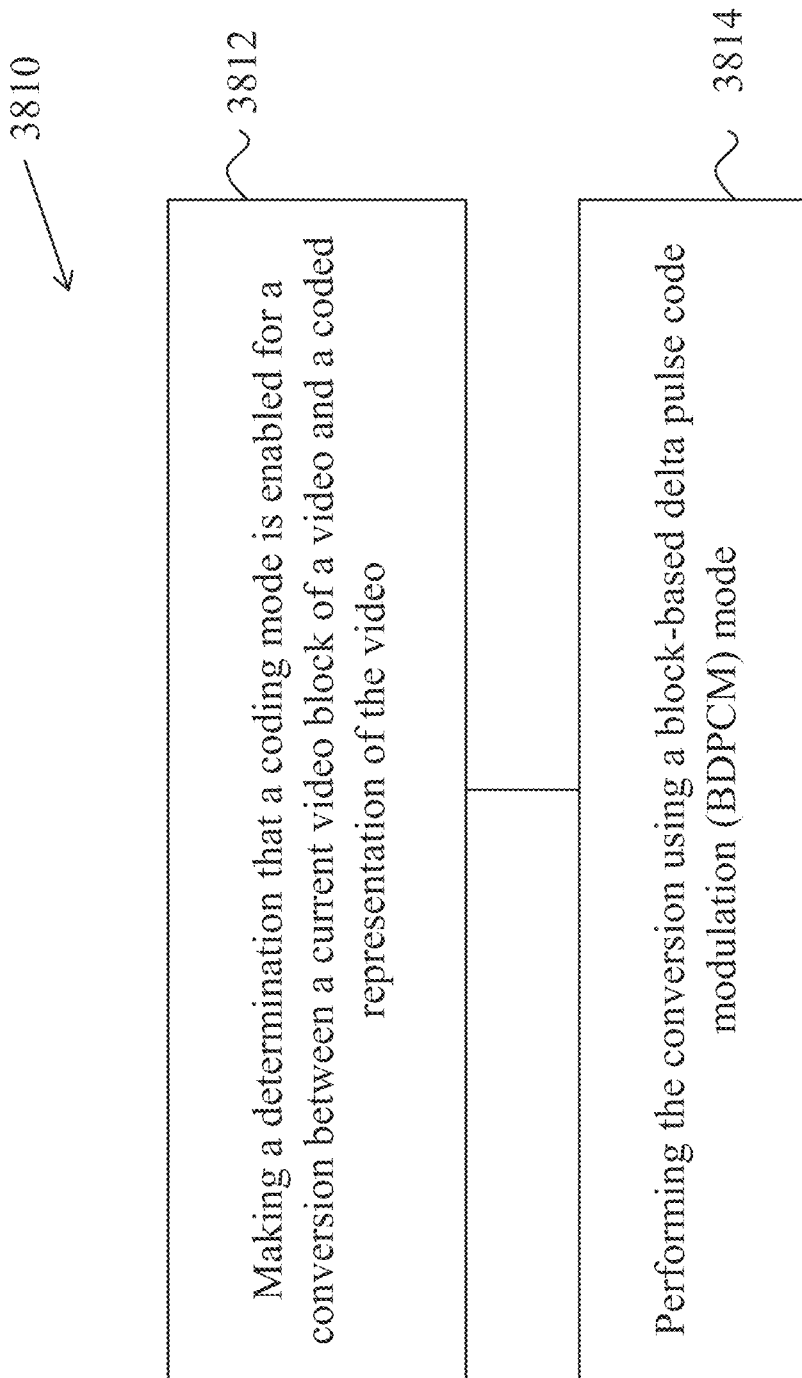 3810
3812
Making a determination that a coding mode is enabled for a
conversion between a current video block of a video and a coded
representation of the video
3814
Performing the conversion using a block-based delta pulse code
modulation (BDPCM) mode